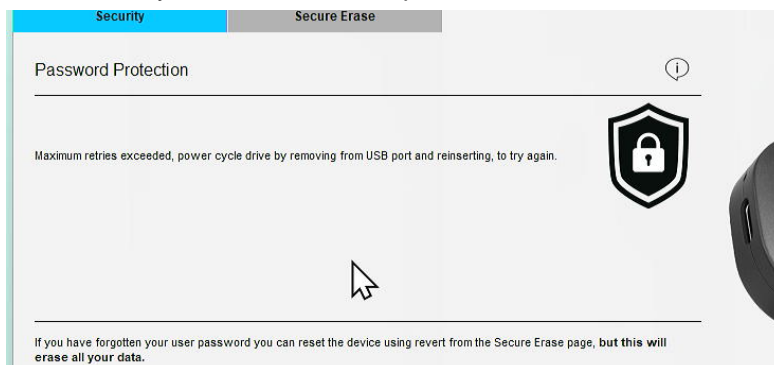 Security
Secure Erase
Password Protection
Maximum retries exceeded, power cycle drive by removing from USB port and reinserting, to try again.
If you have forgotten your user password you can reset the device using revert from the Secure Erase page, but this will
erase all your data.